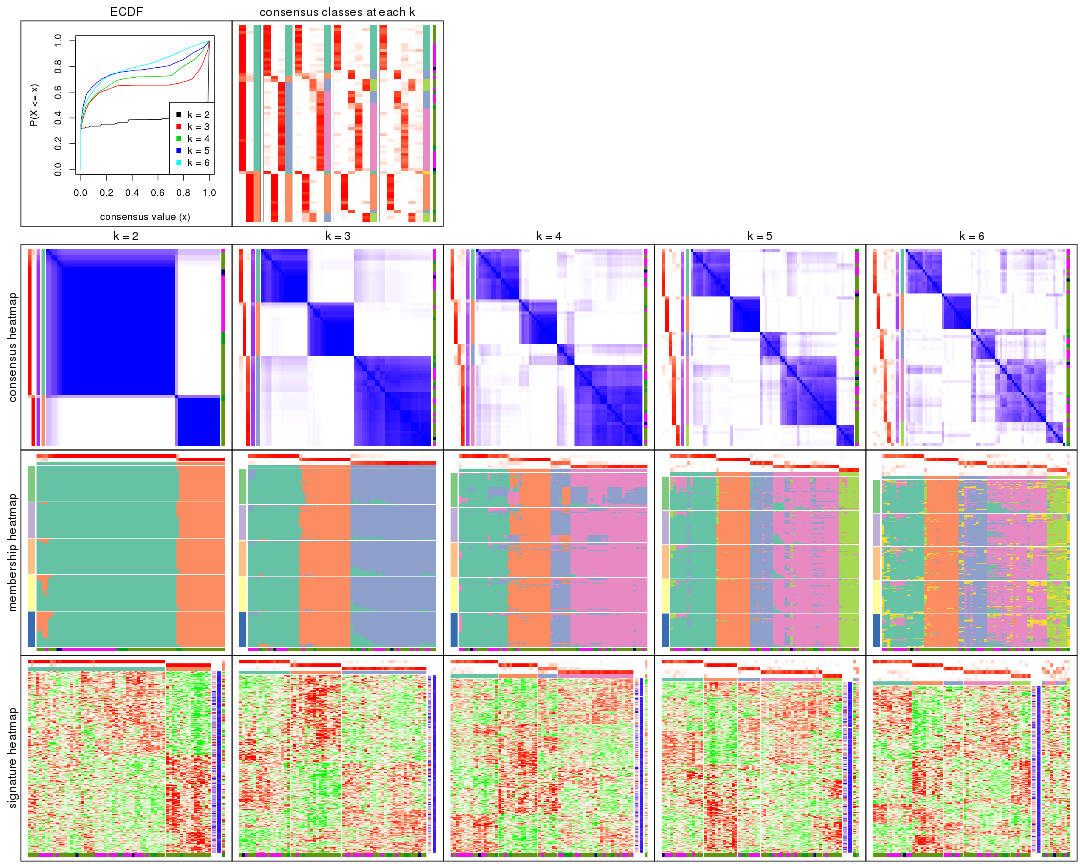 ECDF
consensus classes at each k
P(X <= x)
0.0 0.2 0.4 0.6 0.8 1.0
k = 2
k = 3
k = 4
k = 5
k = 6
0.0 0.2 0.4 0.6 0.8 1.0
consensus value (x)
k = 2 k = 3 k = 4 k = 5 k = 6
consensus heatmap
membership heatmap
signature heatmap